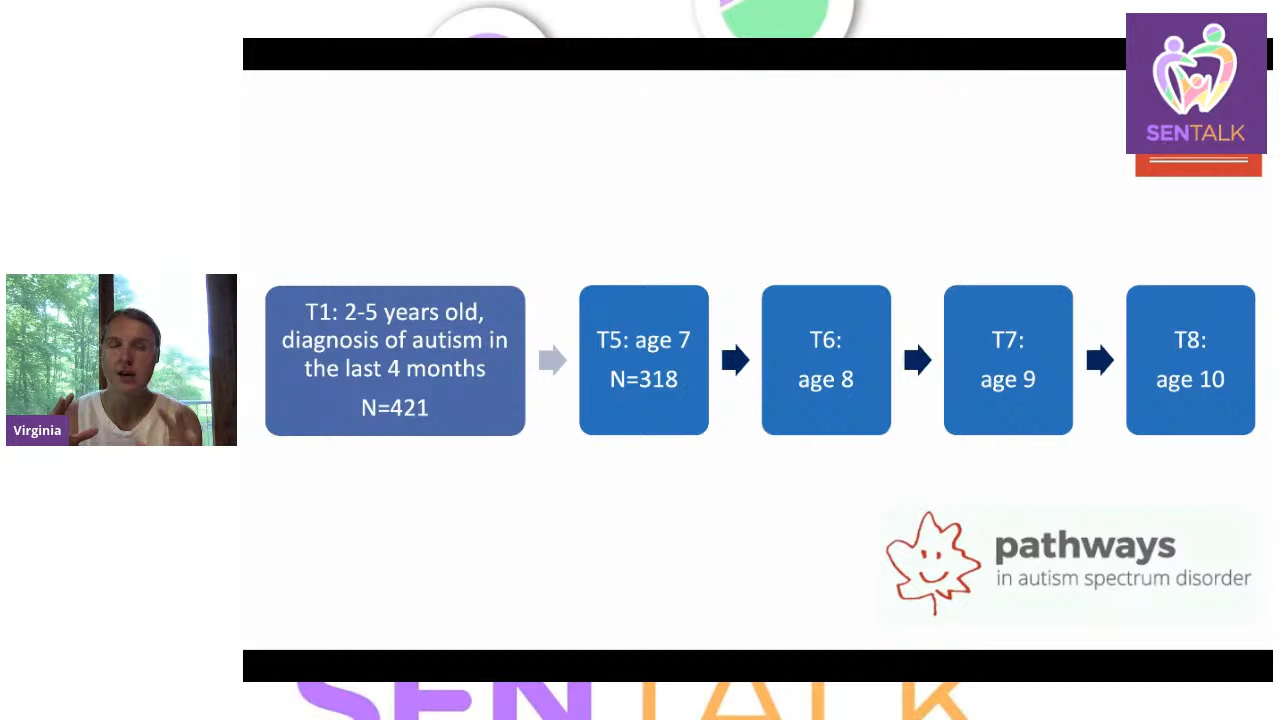 SENTALK
T1: 2-5 years old,
diagnosis of autism in
the last 4 months
N=421
T5: age 7
N=318
T6:
age 8
T7:
age 9
T8:
age 10
Virginia
pathways
in autism spectrum disorder
SENTALK